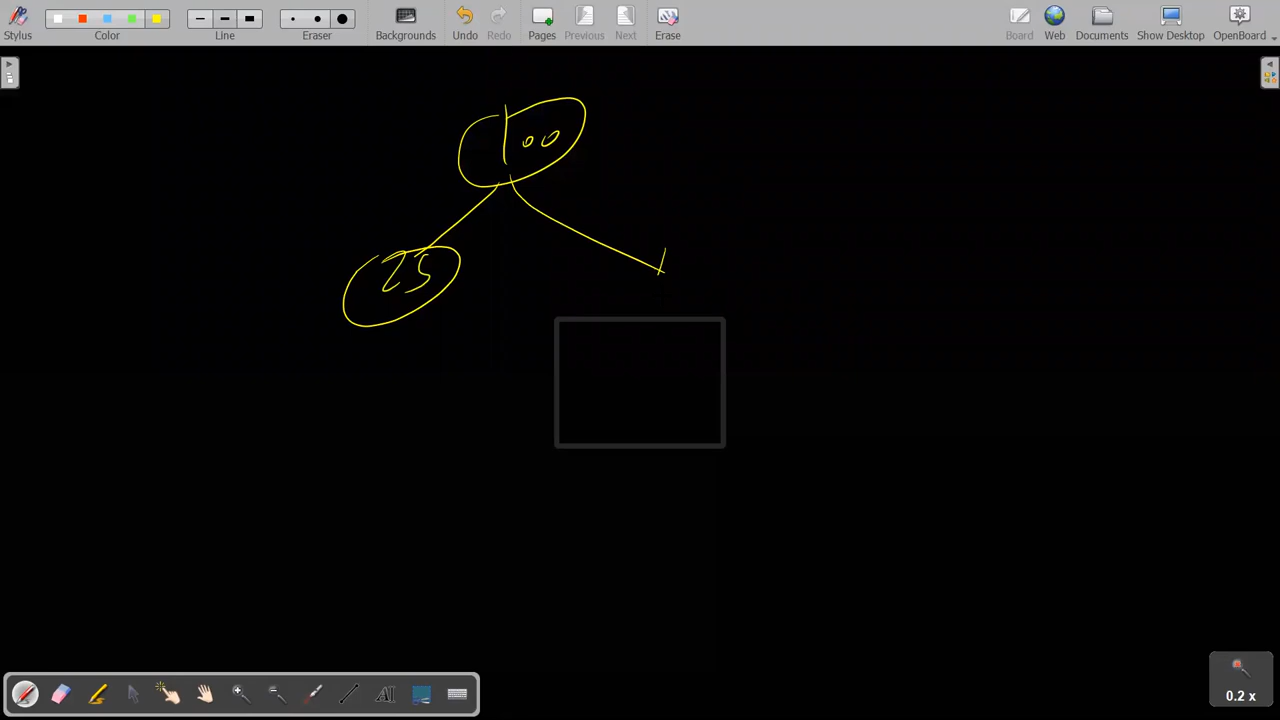 Stylus Color Line Eraser Backgrounds Undo Redo Pages Previous Next Erase Board Web Documents Show Desktop OpenBoard
100
25
AI
0.2 x